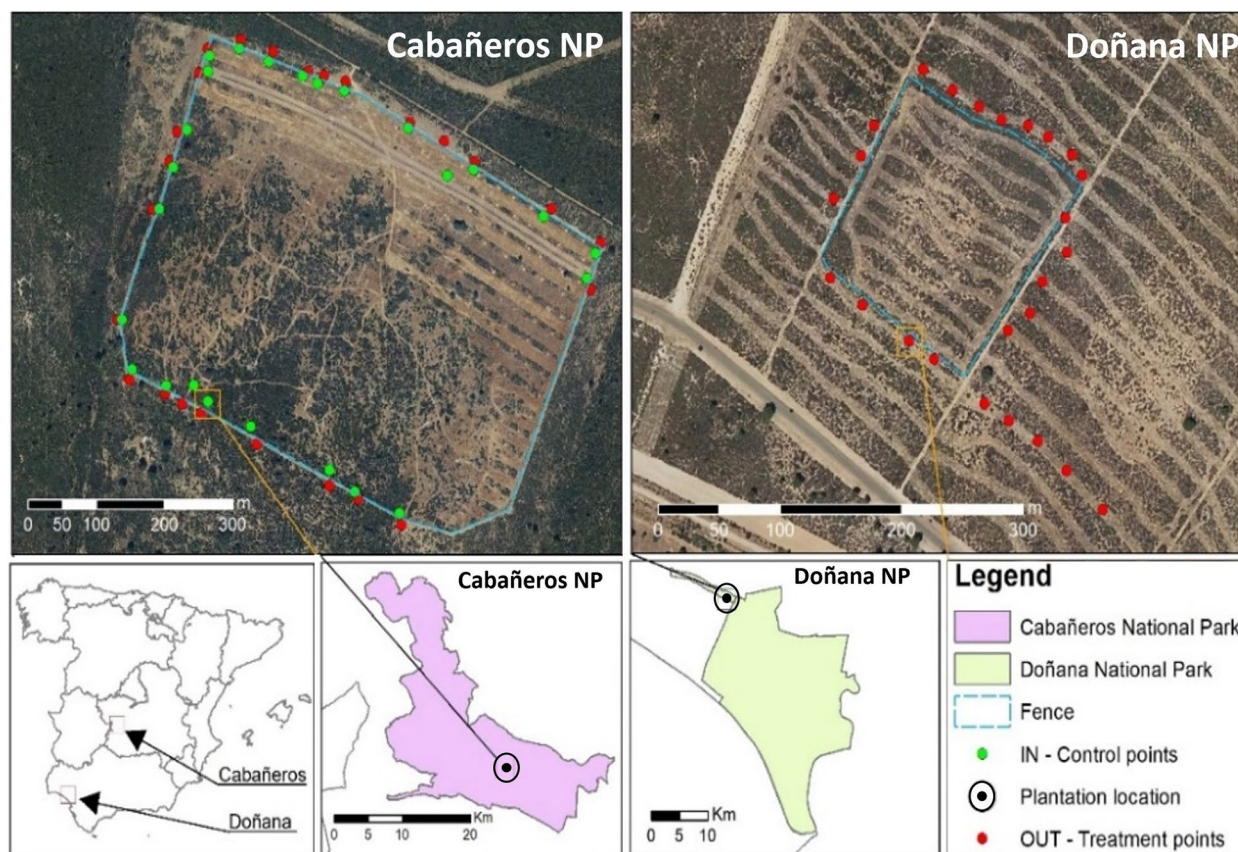 Cabañeros NP
m
0 50 100 200 300
Doñana NP
m
0 50 100 200 300
Cabañeros
Doñana
Cabañeros NP
Km
0 5 10 20
Doñana NP
Km
0 5 10
Legend
Cabañeros National Park
Doñana National Park
Fence
IN - Control points
Plantation location
OUT - Treatment points